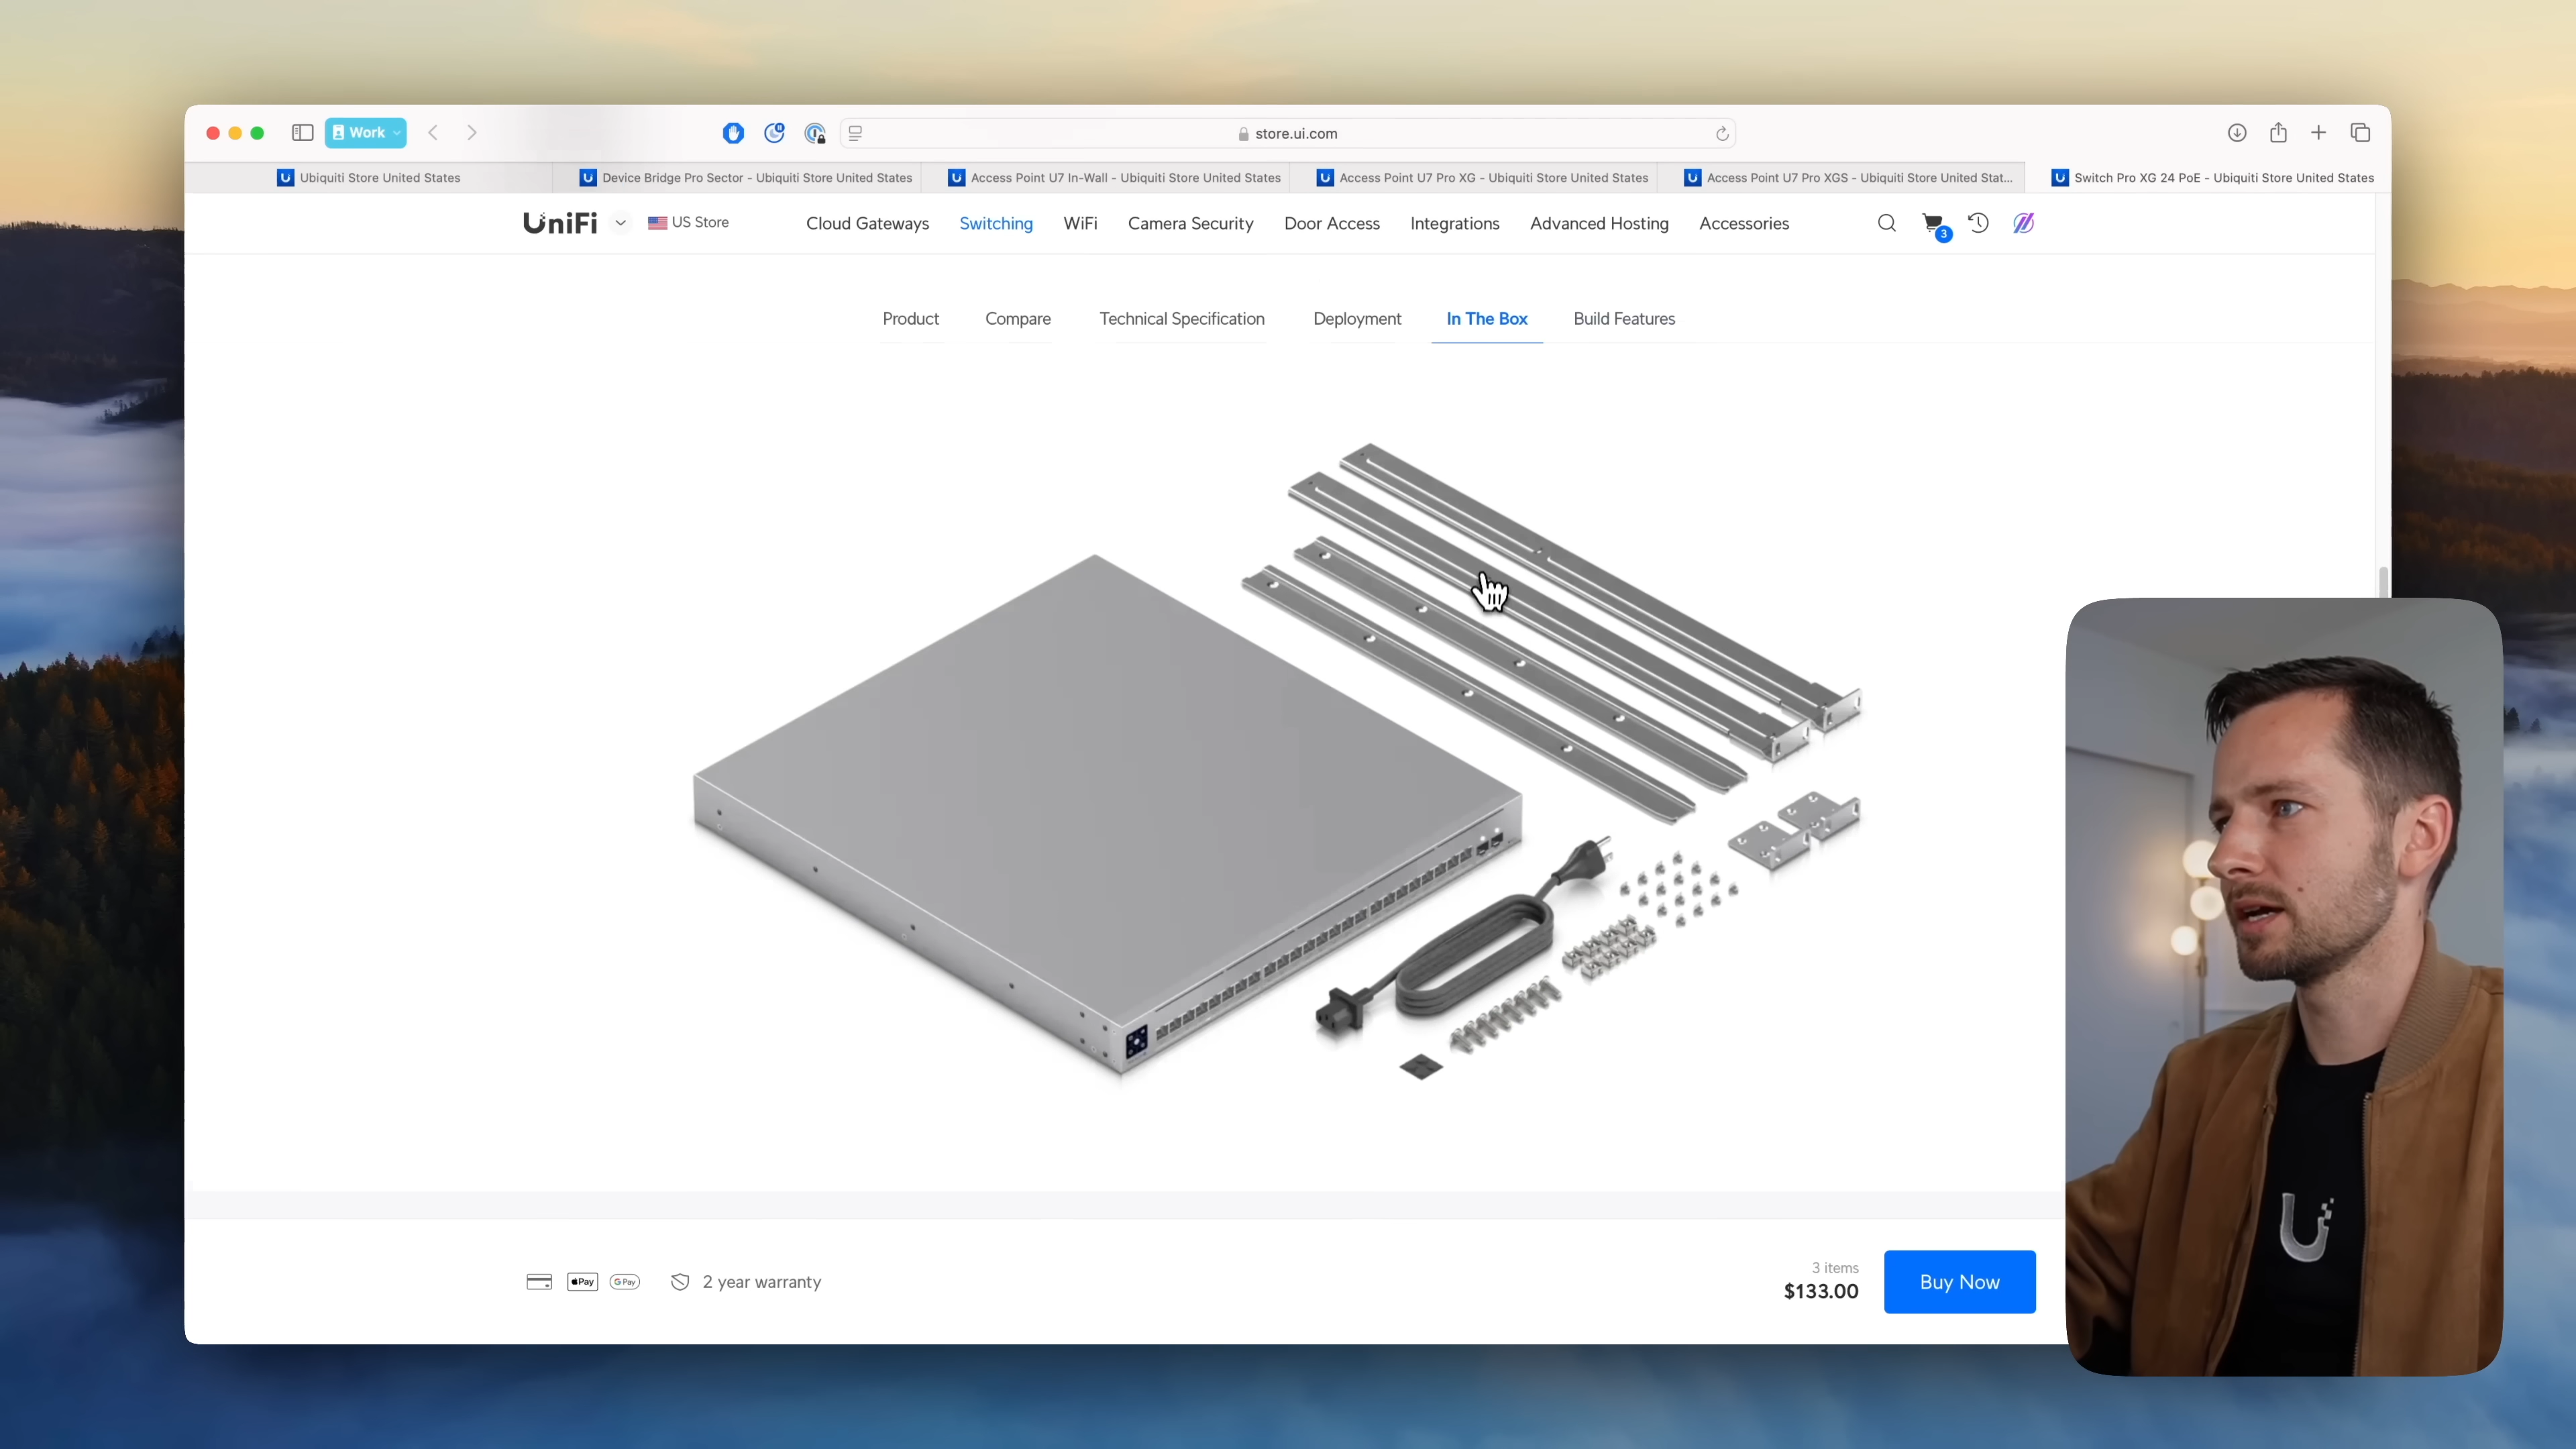 Work
store.ui.com
Ubiquiti Store United States
Device Bridge Pro Sector - Ubiquiti Store United States
Access Point U7 In-Wall - Ubiquiti Store United States
Access Point U7 Pro XG - Ubiquiti Store United States
Access Point U7 Pro XGS - Ubiquiti Store United Stat...
Switch Pro XG 24 PoE - Ubiquiti Store United States
UniFi
US Store
Cloud Gateways
Switching
WiFi
Camera Security
Door Access
Integrations
Advanced Hosting
Accessories
3
Product
Compare
Technical Specification
Deployment
In The Box
Build Features
Pay
G Pay
2 year warranty
3 items
$133.00
Buy Now
U